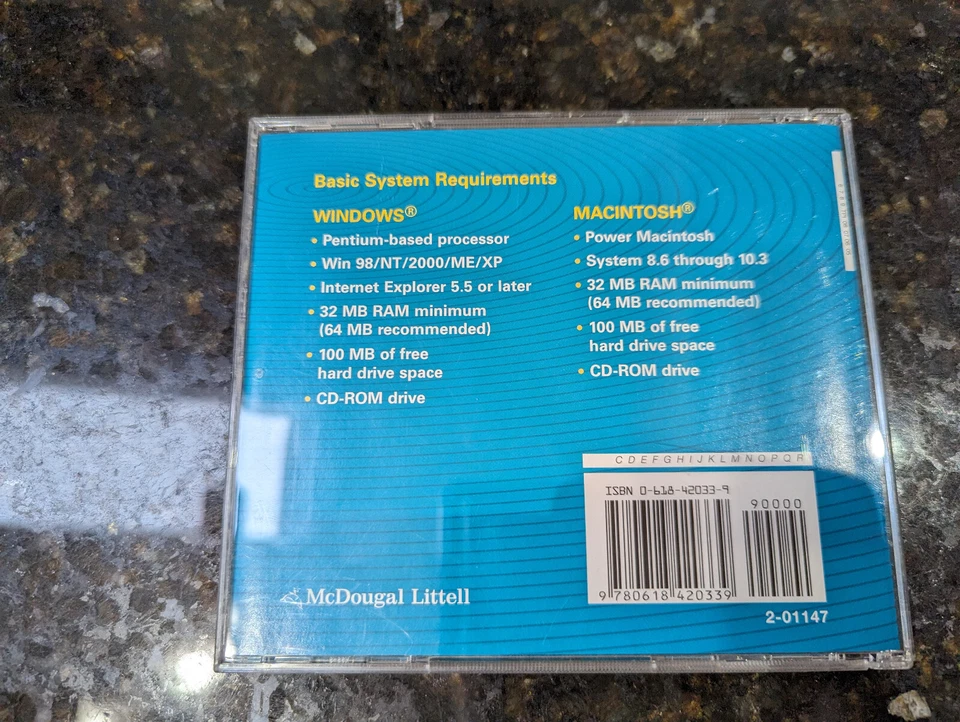 Basic System Requirements
WINDOWS®
• Pentium-based processor
• Win 98/NT/2000/ME/XP
• Internet Explorer 5.5 or later
• 32 MB RAM minimum
(64 MB recommended)
• 100 MB of free
hard drive space
• CD-ROM drive
MACINTOSH®
• Power Macintosh
• System 8.6 through 10.3
• 32 MB RAM minimum
(64 MB recommended)
• 100 MB of free
hard drive space
• CD-ROM drive
C D E F G H I J K L M N O P Q R
ISBN 0-618-42033-9
90000
9 780618 420339
McDougal Littell
2-01147